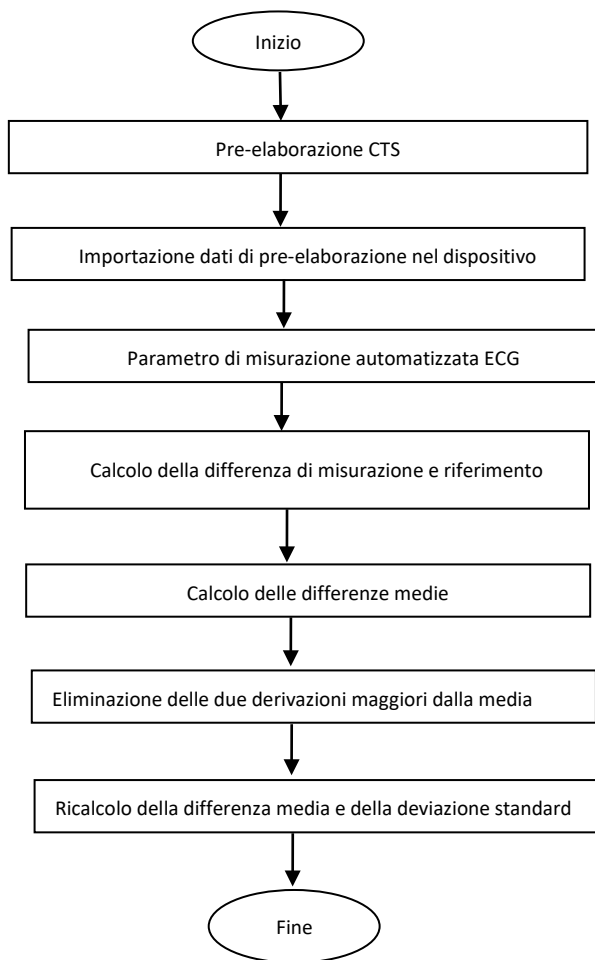 Inizio
Pre-elaborazione CTS
Importazione dati di pre-elaborazione nel dispositivo
Parametro di misurazione automatizzata ECG
Calcolo della differenza di misurazione e riferimento
Calcolo delle differenze medie
Eliminazione delle due derivazioni maggiori dalla media
Ricalcolo della differenza media e della deviazione standard
Fine